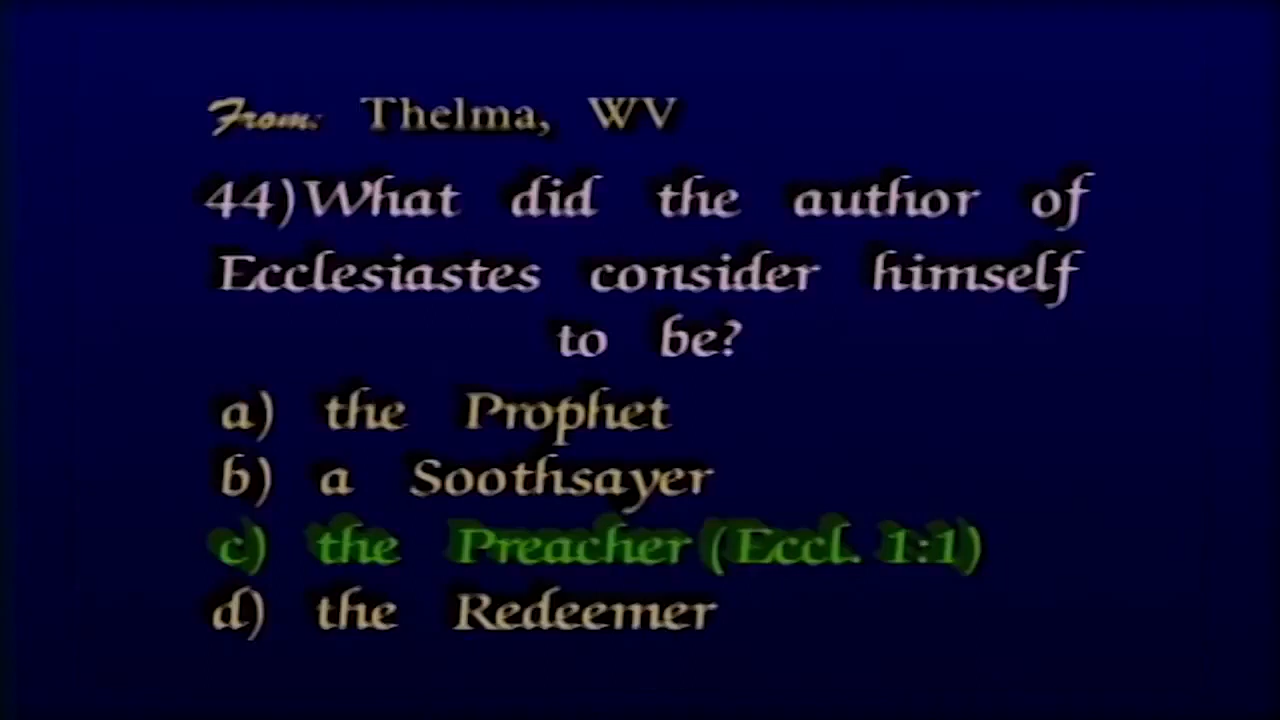 From: Thelma, WV
44) What did the author of
Ecclesiastes consider himself
to be?
a) the Prophet
b) a Soothsayer
c) the Preacher (Eccl. 1:1)
d) the Redeemer